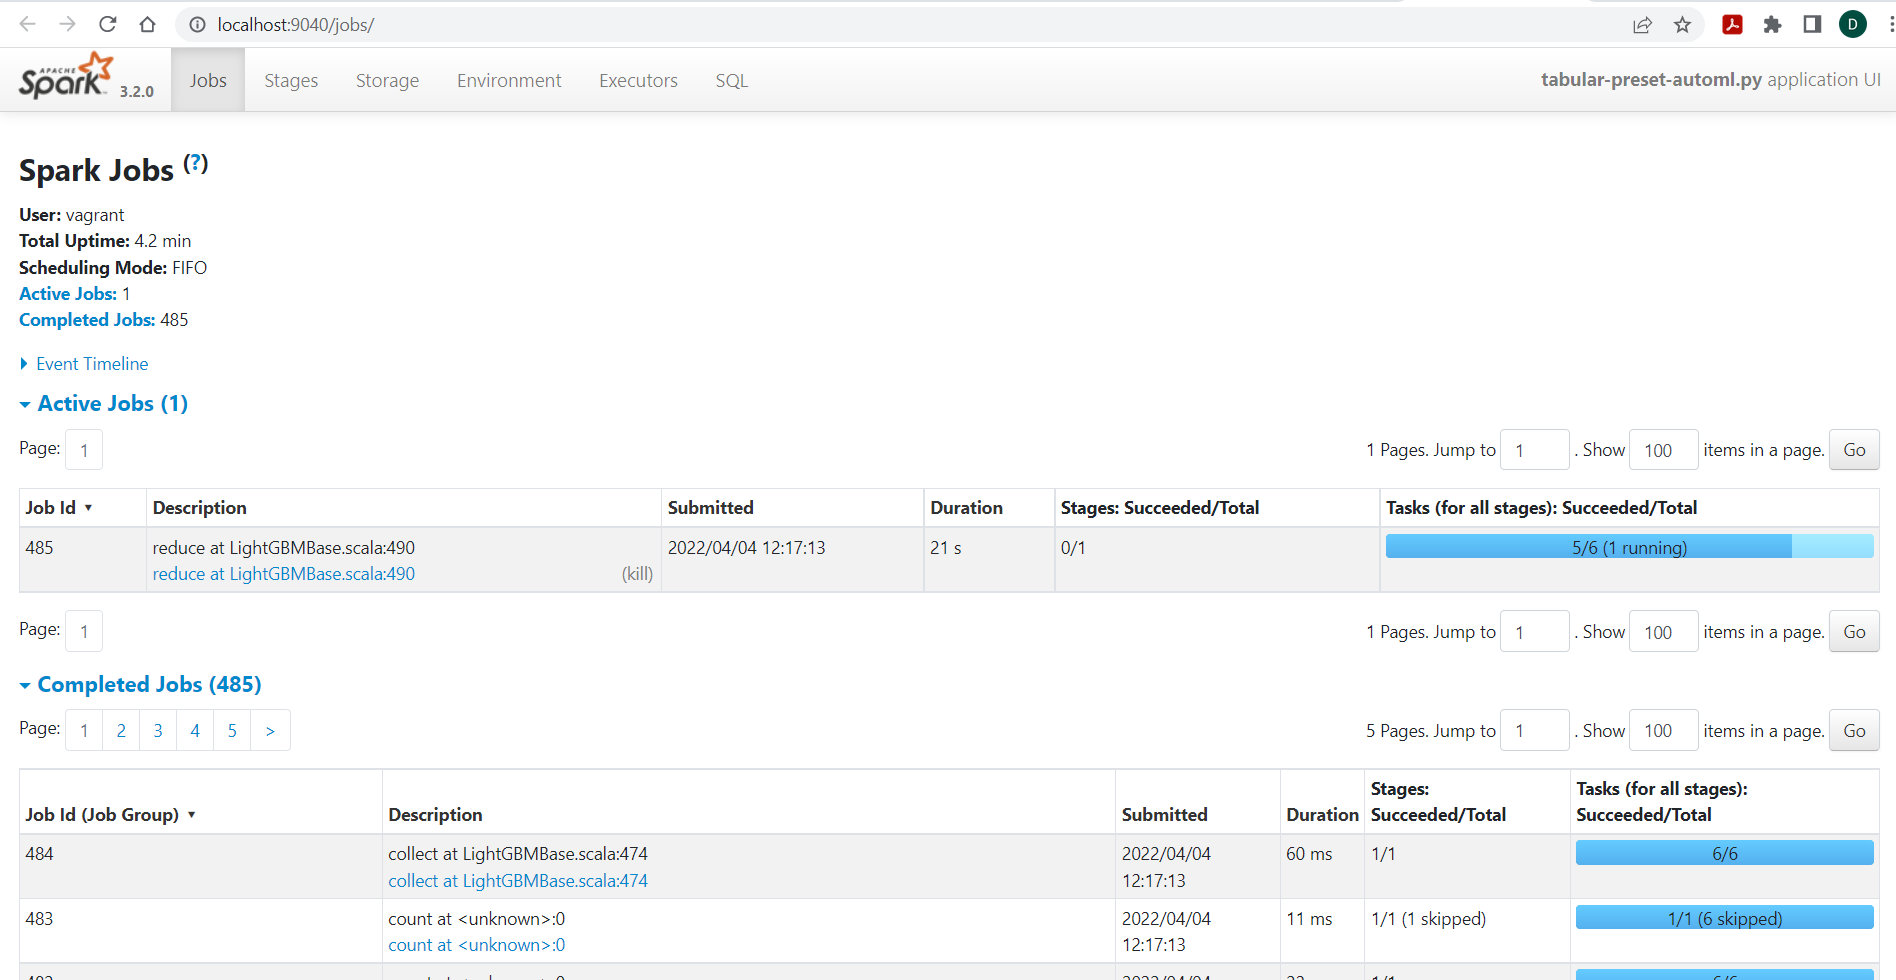 localhost:9040/jobs/
D
APACHE
Spark 3.2.0
Jobs Stages Storage Environment Executors SQL tabular-preset-automl.py application UI
Spark Jobs (?)
User: vagrant
Total Uptime: 4.2 min
Scheduling Mode: FIFO
Active Jobs: 1
Completed Jobs: 485
Event Timeline
Active Jobs (1)
Page: 1 1 Pages. Jump to 1 . Show 100 items in a page. Go
Job Id ▾ Description Submitted Duration Stages: Succeeded/Total Tasks (for all stages): Succeeded/Total
485 reduce at LightGBMBase.scala:490 2022/04/04 12:17:13 21 s 0/1 5/6 (1 running)
reduce at LightGBMBase.scala:490 (kill)
Page: 1 1 Pages. Jump to 1 . Show 100 items in a page. Go
Completed Jobs (485)
Page: 1 2 3 4 5 > 5 Pages. Jump to 1 . Show 100 items in a page. Go
Stages: Tasks (for all stages):
Job Id (Job Group) ▾ Description Submitted Duration Succeeded/Total Succeeded/Total
484 collect at LightGBMBase.scala:474 2022/04/04 60 ms 1/1 6/6
collect at LightGBMBase.scala:474 12:17:13
483 count at <unknown>:0 2022/04/04 11 ms 1/1 (1 skipped) 1/1 (6 skipped)
count at <unknown>:0 12:17:13